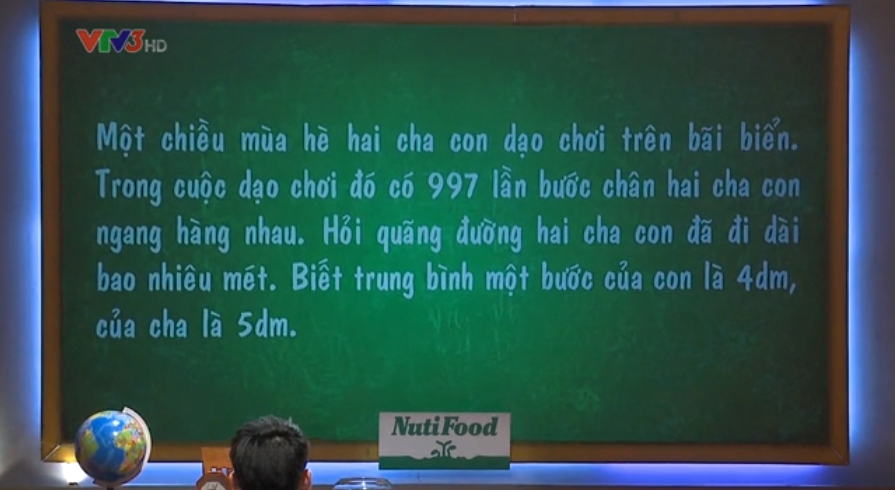 VTV3 HD
Một chiều mùa hè hai cha con dạo chơi trên bãi biển.
Trong cuộc dạo chơi đó có 997 lần bước chân hai cha con
ngang hàng nhau. Hỏi quãng đường hai cha con đã đi dài
bao nhiêu mét. Biết trung bình một bước của con là 4dm,
của cha là 5dm.
NutiFood